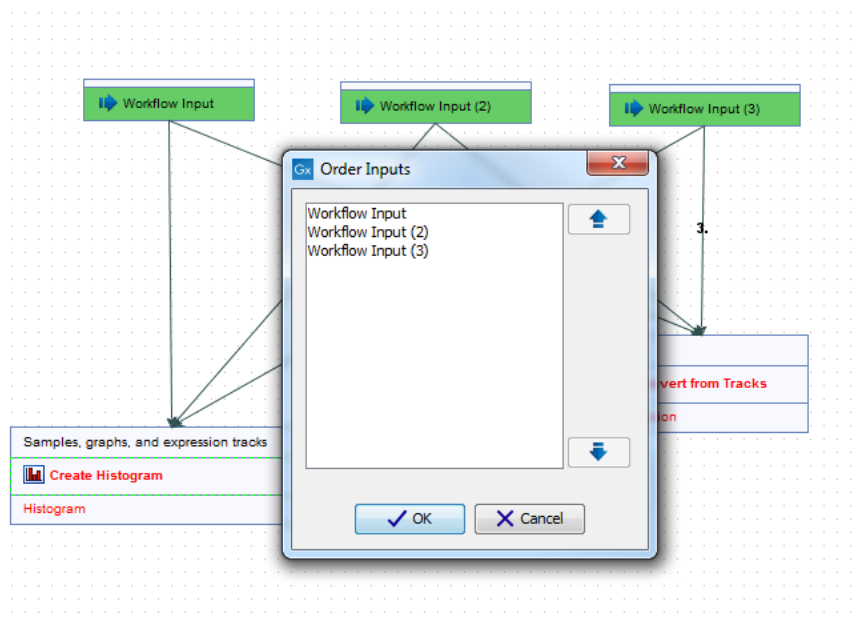 Workflow Input
Workflow Input (2)
Workflow Input (3)
Gx Order Inputs
Workflow Input
Workflow Input (2)
Workflow Input (3)
3.
vert from Tracks
ion
Samples, graphs, and expression tracks
Create Histogram
Histogram
OK
Cancel